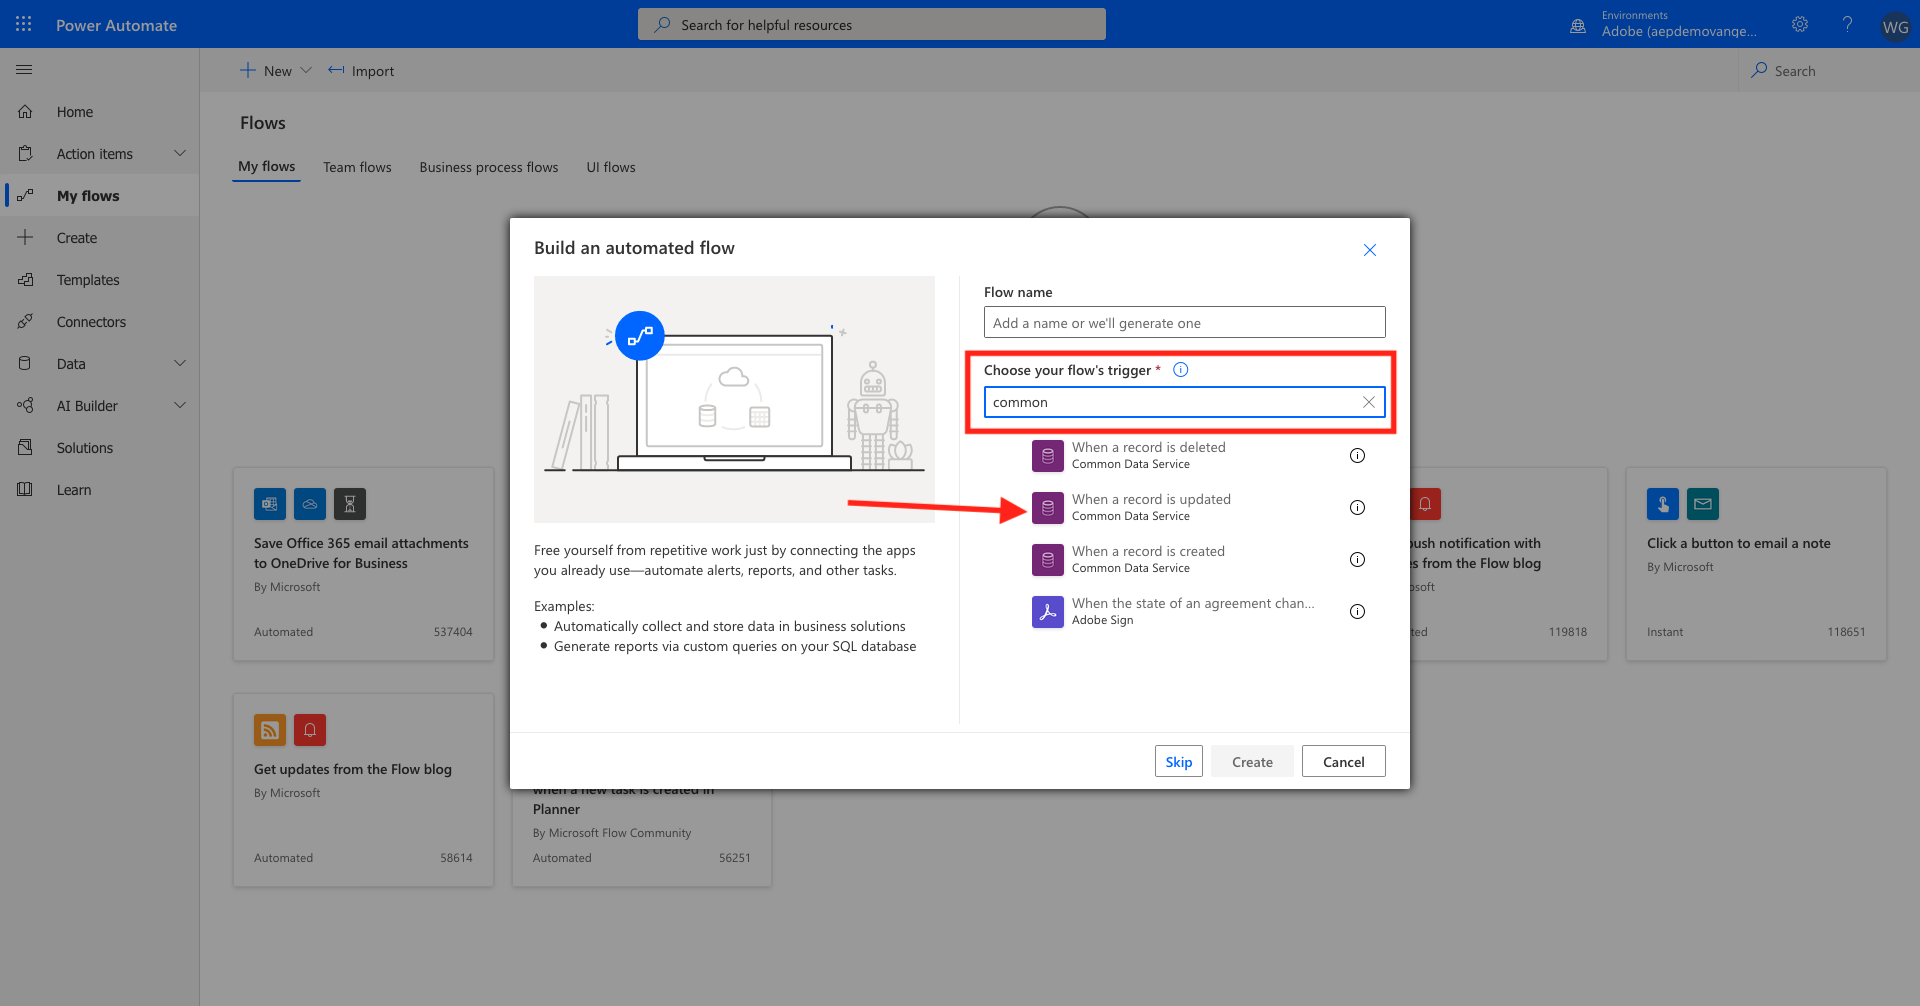 Power Automate
Search for helpful resources
Environments
Adobe (aepdemovange...
WG
New
Import
Search
Home
Action items
My flows
Create
Templates
Connectors
Data
AI Builder
Solutions
Learn
Flows
My flows
Team flows
Business process flows
UI flows
Build an automated flow
Free yourself from repetitive work just by connecting the apps
you already use—automate alerts, reports, and other tasks.
Examples:
• Automatically collect and store data in business solutions
• Generate reports via custom queries on your SQL database
Flow name
Add a name or we'll generate one
Choose your flow's trigger *
common
When a record is deleted
Common Data Service
When a record is updated
Common Data Service
When a record is created
Common Data Service
When the state of an agreement chan...
Adobe Sign
Skip
Create
Cancel
Save Office 365 email attachments
to OneDrive for Business
By Microsoft
Automated
537404
ush notification with
s from the Flow blog
osoft
ted
119818
Click a button to email a note
By Microsoft
Instant
118651
Get updates from the Flow blog
By Microsoft
Automated
58614
when a new task is created in
Planner
By Microsoft Flow Community
Automated
56251